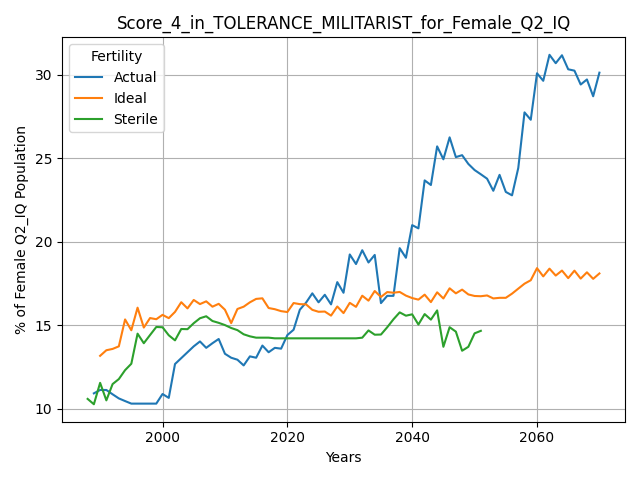 Score_4_in_TOLERANCE_MILITARIST_for_Female_Q2_IQ
Fertility
Actual
Ideal
Sterile
% of Female Q2_IQ Population
30
25
20
15
10
2000
2020
2040
2060
Years